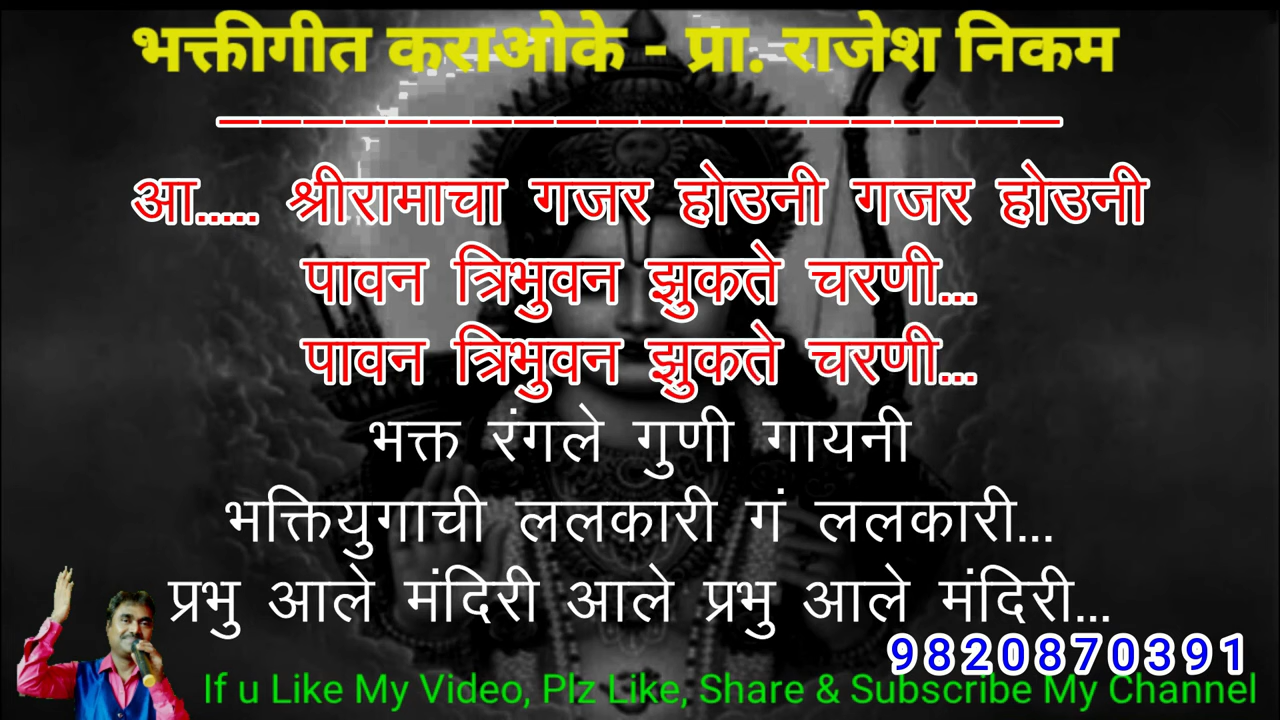 भक्तीगीत कराओके - प्रा. राजेश निकम
आ..... श्रीरामाचा गजर होउनी गजर होउनी
पावन त्रिभुवन झुकते चरणी...
पावन त्रिभुवन झुकते चरणी...
भक्त रंगले गुणी गायनी
भक्तियुगाची ललकारी गं ललकारी...
प्रभु आले मंदिरी आले प्रभु आले मंदिरी...
9820870391
If u Like My Video, Plz Like, Share & Subscribe My Channel